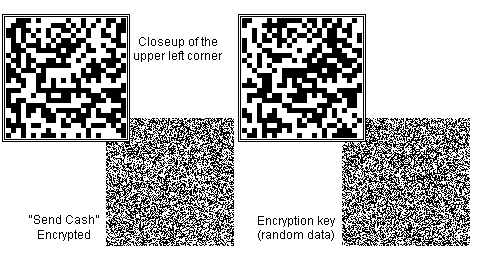 Closeup of the
upper left corner
"Send Cash"
Encrypted
Encryption key
(random data)